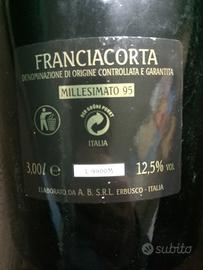 FRANCIACORTA
DENOMINAZIONE DI ORIGINE CONTROLLATA E GARANTITA
MILLESIMATO 95
DER GRÜNE PUNKT
ITALIA
3,00 l e
12,5% VOL
ELABORATO DA A. B. S.R.L. ERBUSCO - ITALIA
subito